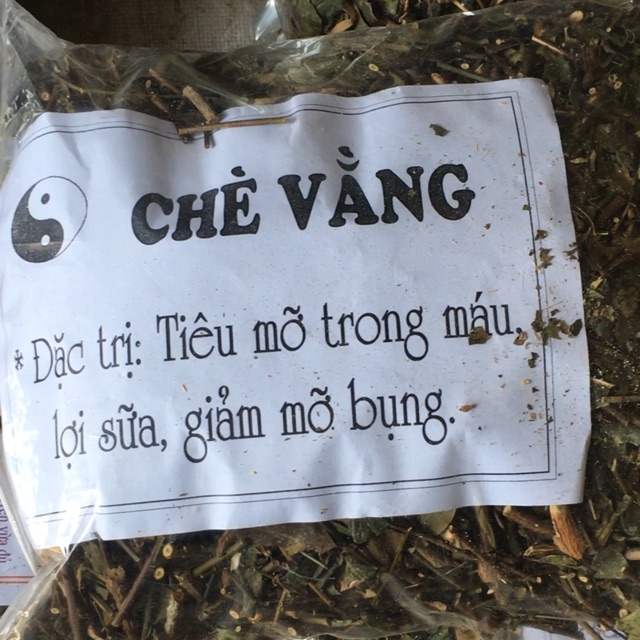 CHÈ VẰNG
* Đặc trị: Tiêu mỡ trong máu,
lợi sữa, giảm mỡ bụng.